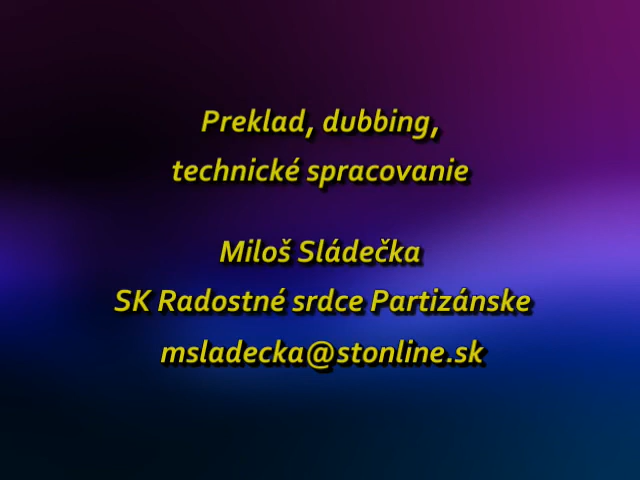 Preklad, dubbing,
technické spracovanie
Miloš Sládečka
SK Radostné srdce Partizánske
msladecka@stonline.sk